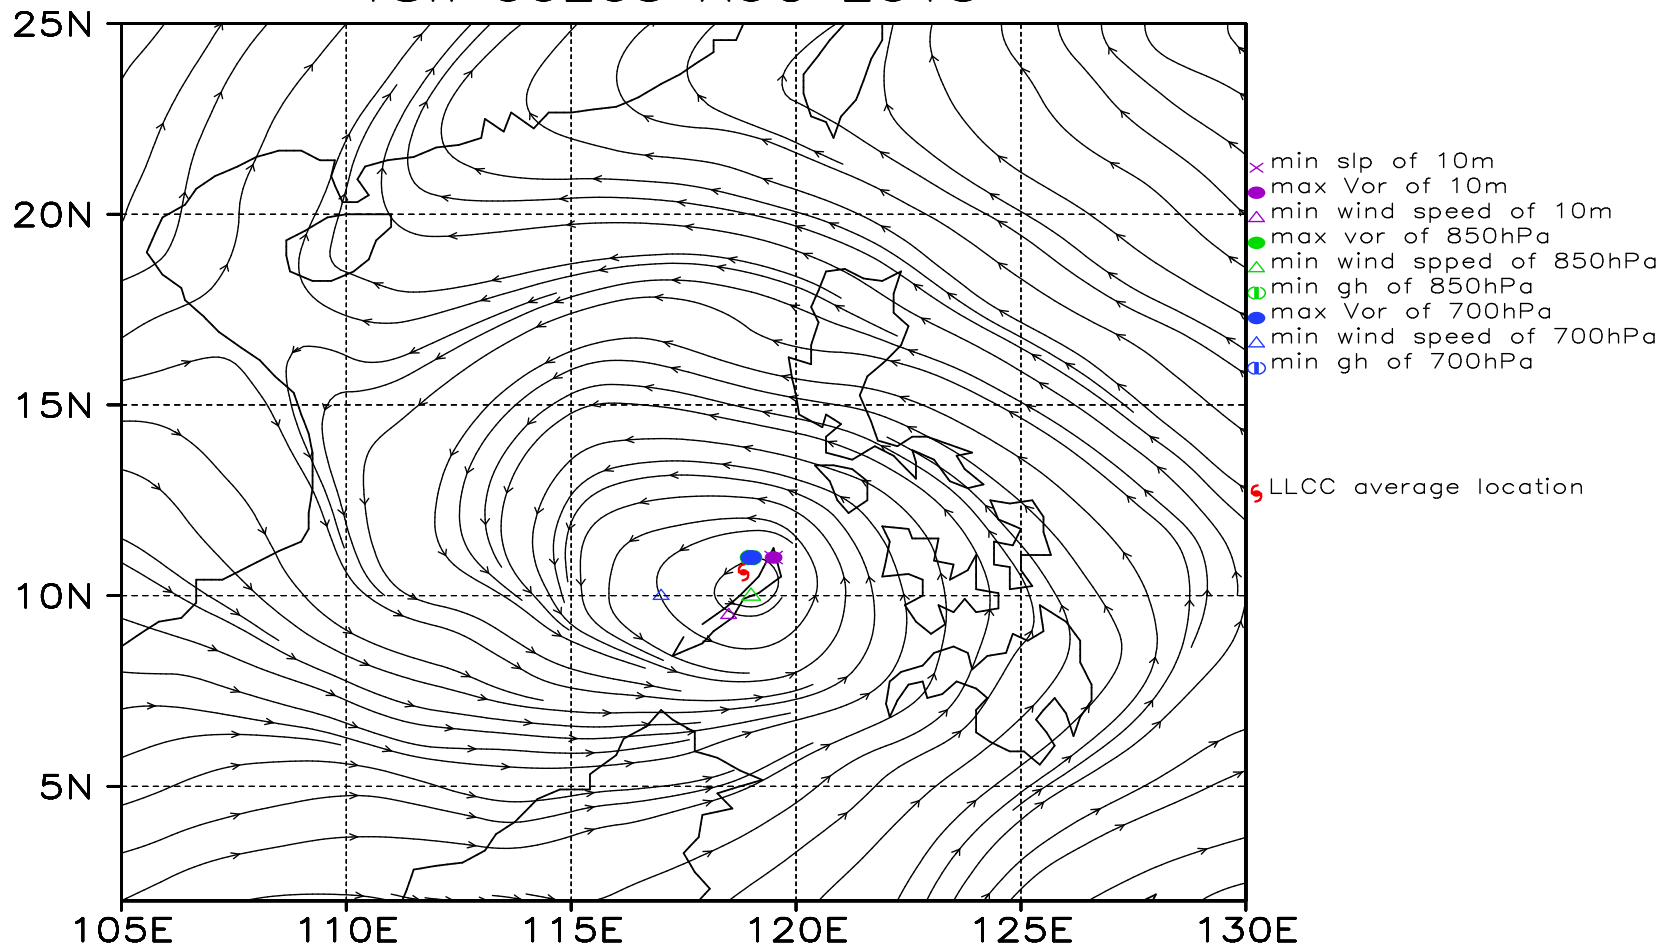 25N
20N
15N
10N
5N
105E 110E 115E 120E 125E 130E
min slp of 10m
max Vor of 10m
min wind speed of 10m
max vor of 850hPa
min wind spped of 850hPa
min gh of 850hPa
max Vor of 700hPa
min wind speed of 700hPa
min gh of 700hPa
LLCC average location